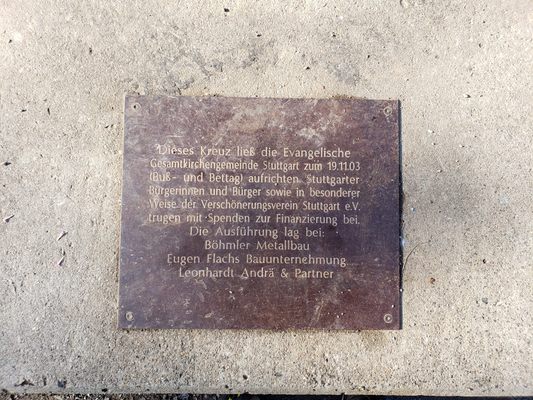 Dieses Kreuz ließ die Evangelische
Gesamtkirchengemeinde Stuttgart zum 19.11.03
(Buß- und Bettag) aufrichten. Stuttgarter
Bürgerinnen und Bürger sowie in besonderer
Weise der Verschönerungsverein Stuttgart e.V.
trugen mit Spenden zur Finanzierung bei.
Die Ausführung lag bei:
Böhmler Metallbau
Eugen Flachs Bauunternehmung
Leonhardt Andrä & Partner